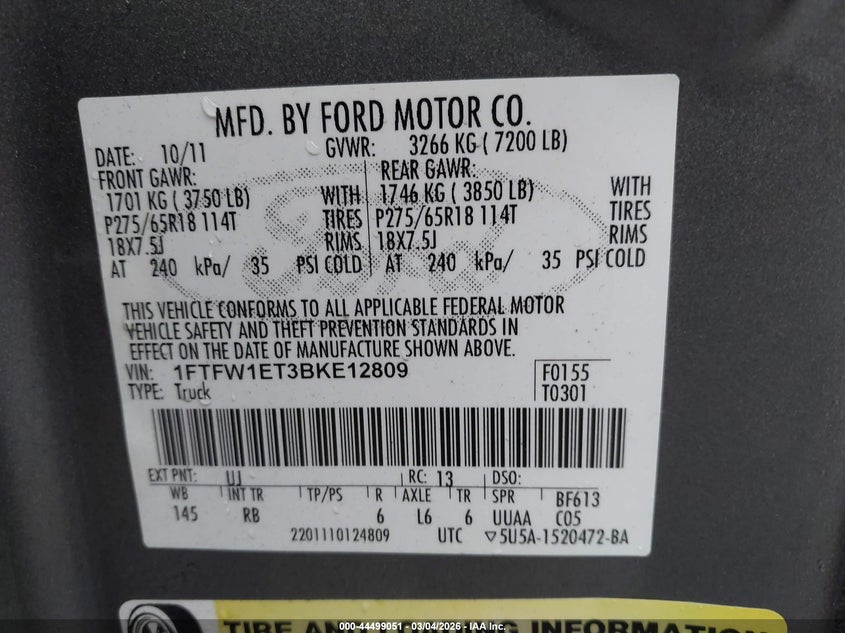 MFD. BY FORD MOTOR CO.
DATE: 10/11 GVWR: 3266 KG ( 7200 LB)
FRONT GAWR: REAR GAWR:
1701 KG ( 3750 LB) WITH 1746 KG ( 3850 LB) WITH
P275/65R18 114T TIRES P275/65R18 114T TIRES
18X7.5J RIMS 18X7.5J RIMS
AT 240 kPa/ 35 PSI COLD AT 240 kPa/ 35 PSI COLD
Ford
THIS VEHICLE CONFORMS TO ALL APPLICABLE FEDERAL MOTOR
VEHICLE SAFETY AND THEFT PREVENTION STANDARDS IN
EFFECT ON THE DATE OF MANUFACTURE SHOWN ABOVE.
VIN: 1FTFW1ET3BKE12809 F0155
TYPE: Truck T0301
EXT PNT: UJ RC: 13 DSO:
WB INT TR TP/PS R AXLE TR SPR BF613
145 RB 6 L6 6 UUAA C05
2201110124809 UTC ▽5U5A-1520472-BA
TIRE AND LOADING INFORMATION
000-44499051 - 03/04/2026 - IAA Inc.